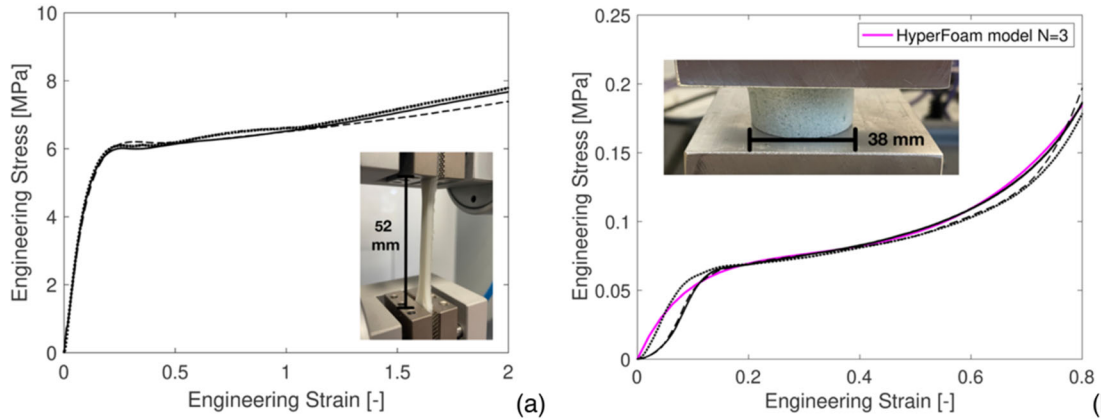 10
8
6
4
2
0
Engineering Stress [MPa]
0 0.5 1 1.5 2
Engineering Strain [-]
52
mm
(a)
0.25
0.2
0.15
0.1
0.05
0
Engineering Stress [MPa]
HyperFoam model N=3
38 mm
0 0.2 0.4 0.6 0.8
Engineering Strain [-]
(